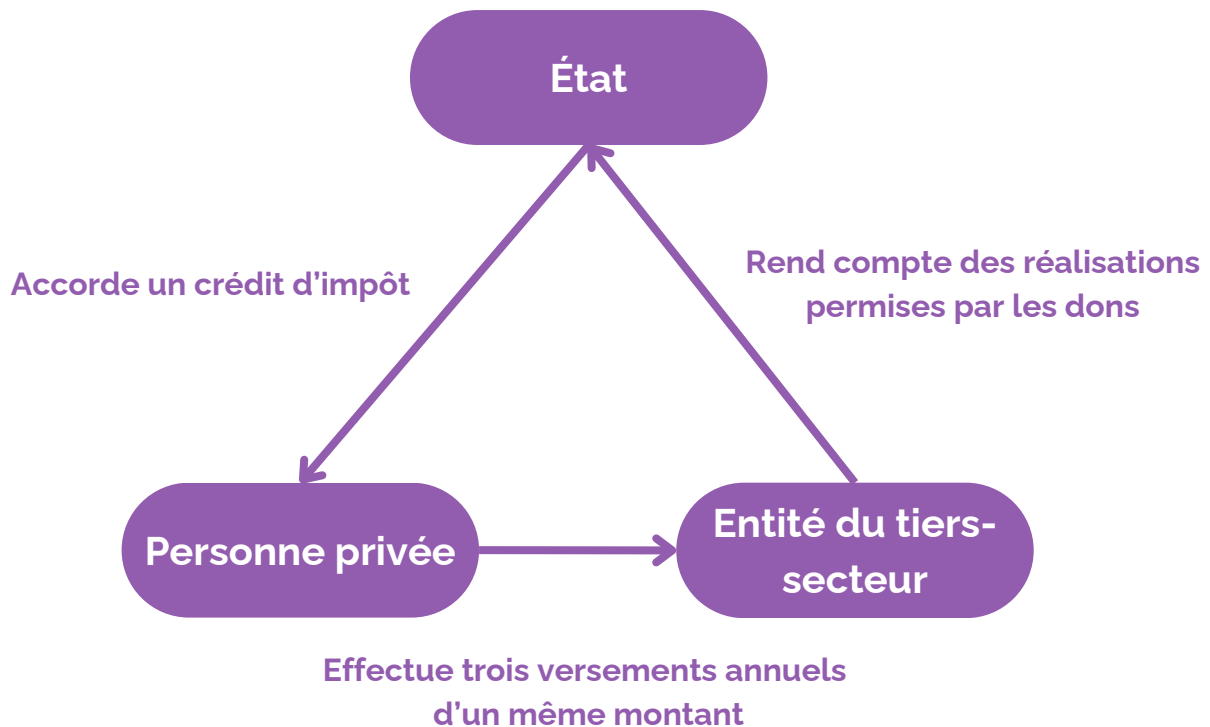 État
Accorde un crédit d’impôt
Rend compte des réalisations
permises par les dons
Personne privée
Entité du tiers-
secteur
Effectue trois versements annuels
d’un même montant